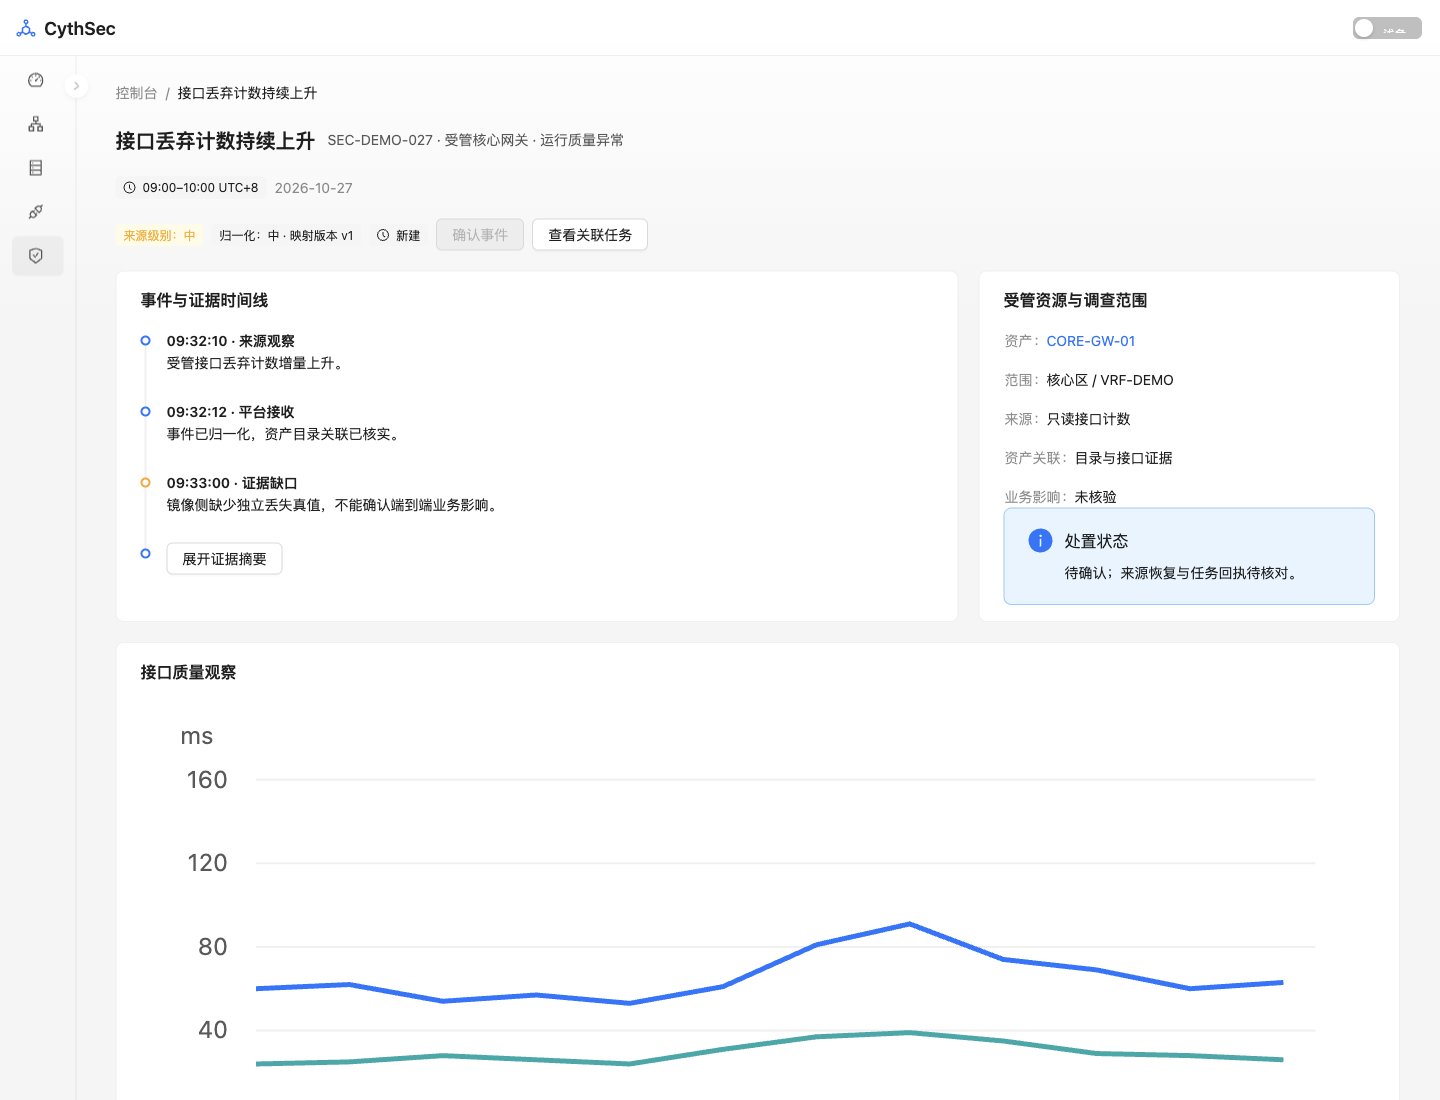 CythSec
控制台 / 接口丢弃计数持续上升
接口丢弃计数持续上升 SEC-DEMO-027 · 受管核心网关 · 运行质量异常
09:00–10:00 UTC+8 2026-10-27
来源级别：中 归一化：中 · 映射版本 v1 新建 确认事件 查看关联任务
事件与证据时间线
09:32:10 · 来源观察
受管接口丢弃计数增量上升。
09:32:12 · 平台接收
事件已归一化，资产目录关联已核实。
09:33:00 · 证据缺口
镜像侧缺少独立丢失真值，不能确认端到端业务影响。
展开证据摘要
受管资源与调查范围
资产：CORE-GW-01
范围：核心区 / VRF-DEMO
来源：只读接口计数
资产关联：目录与接口证据
业务影响：未核验
处置状态
待确认；来源恢复与任务回执待核对。
接口质量观察
ms
160
120
80
40